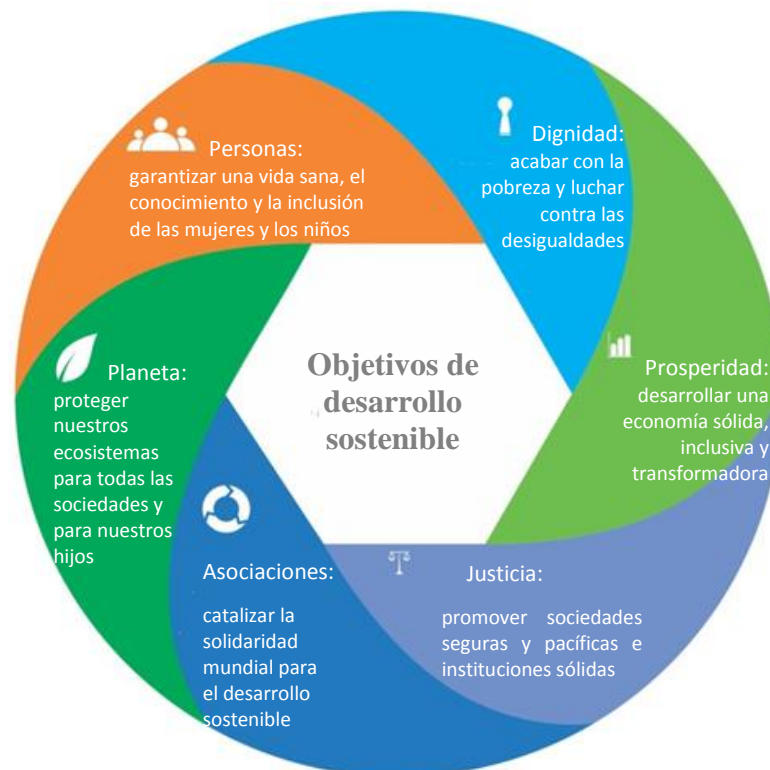 Objetivos de
desarrollo
sostenible
Dignidad:
acabar con la
pobreza y luchar
contra las
desigualdades
Prosperidad:
desarrollar una
economía sólida,
inclusiva y
transformadora
Justicia:
promover sociedades
seguras y pacíficas e
instituciones sólidas
Asociaciones:
catalizar la
solidaridad
mundial para
el desarrollo
sostenible
Planeta:
proteger
nuestros
ecosistemas
para todas las
sociedades y
para nuestros
hijos
Personas:
garantizar una vida sana, el
conocimiento y la inclusión
de las mujeres y los niños